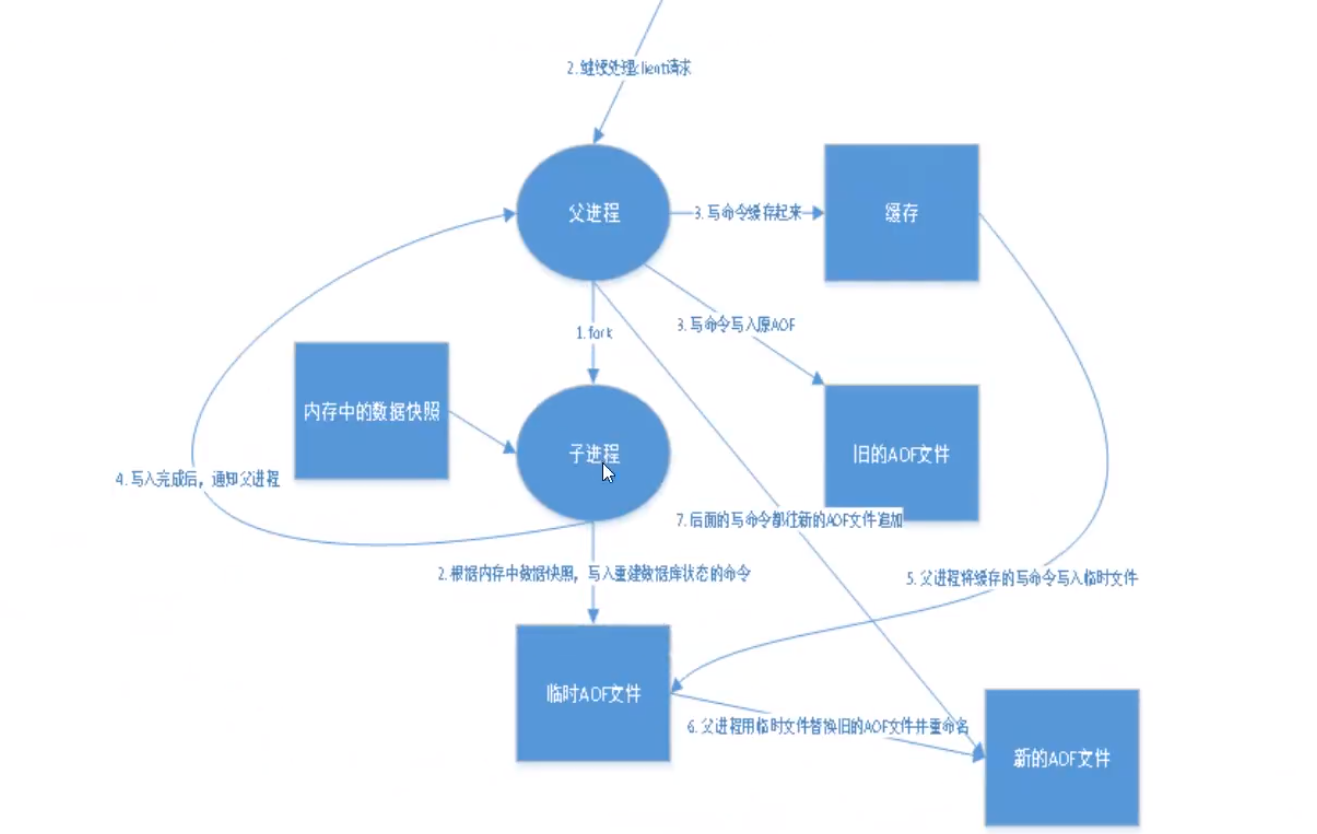 2.继续处理client请求
父进程
3.写命令缓存起来
缓存
3.写命令写入原AOF
1.fork
内存中的数据快照
子进程
旧的AOF文件
4.写入完成后，通知父进程
7.后面的写命令都往新的AOF文件追加
2.根据内存中数据快照，写入重建数据库状态的命令
5.父进程将缓存的写命令写入临时文件
临时AOF文件
6.父进程用临时文件替换旧的AOF文件并重命名
新的AOF文件